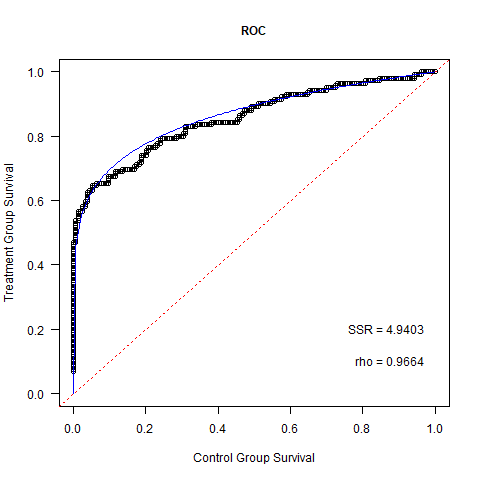 ROC
Treatment Group Survival
1.0
0.8
0.6
0.4
0.2
0.0
SSR = 4.9403
rho = 0.9664
0.0 0.2 0.4 0.6 0.8 1.0
Control Group Survival